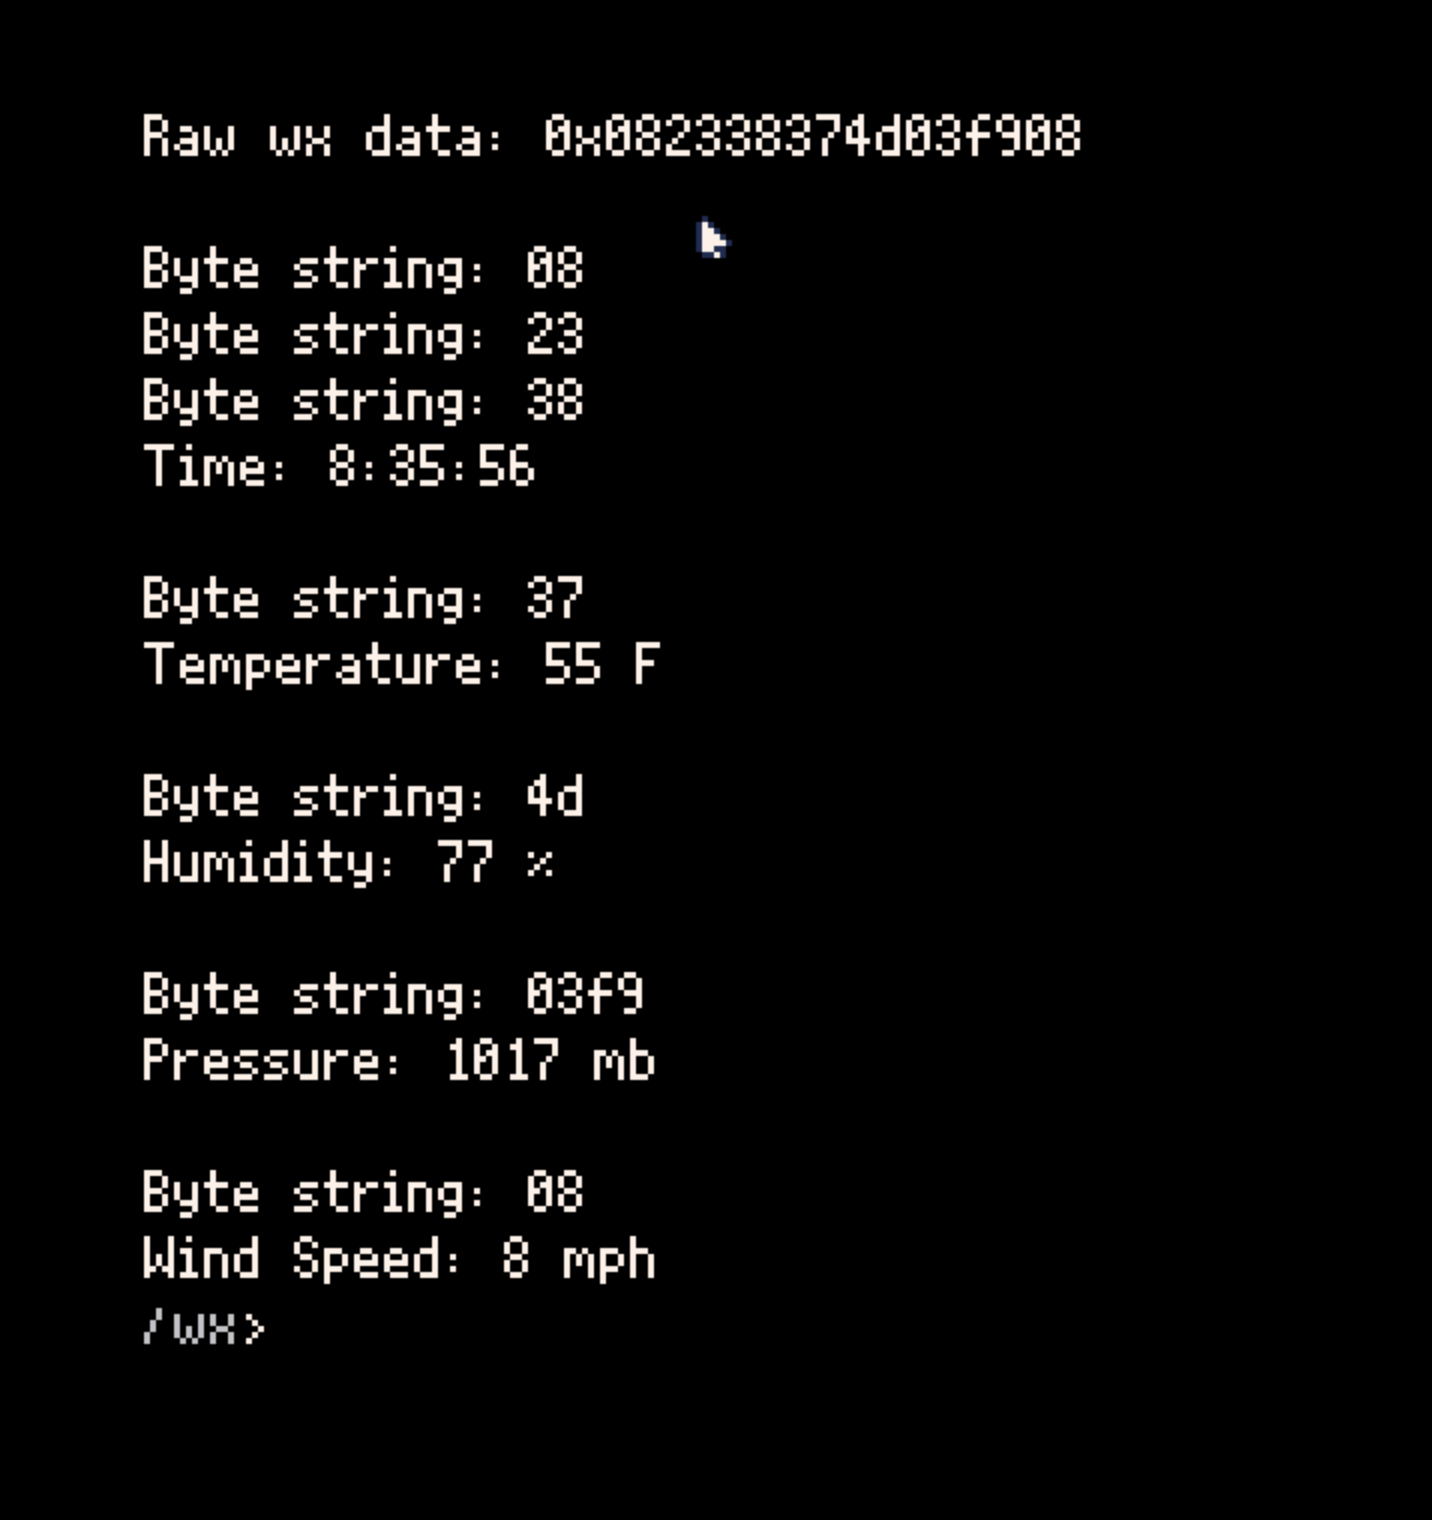 Raw wx data: 0x082338374d03f908
Byte string: 08
Byte string: 23
Byte string: 38
Time: 8:35:56
Byte string: 37
Temperature: 55 F
Byte string: 4d
Humidity: 77 %
Byte string: 03f9
Pressure: 1017 mb
Byte string: 08
Wind Speed: 8 mph
/wx>